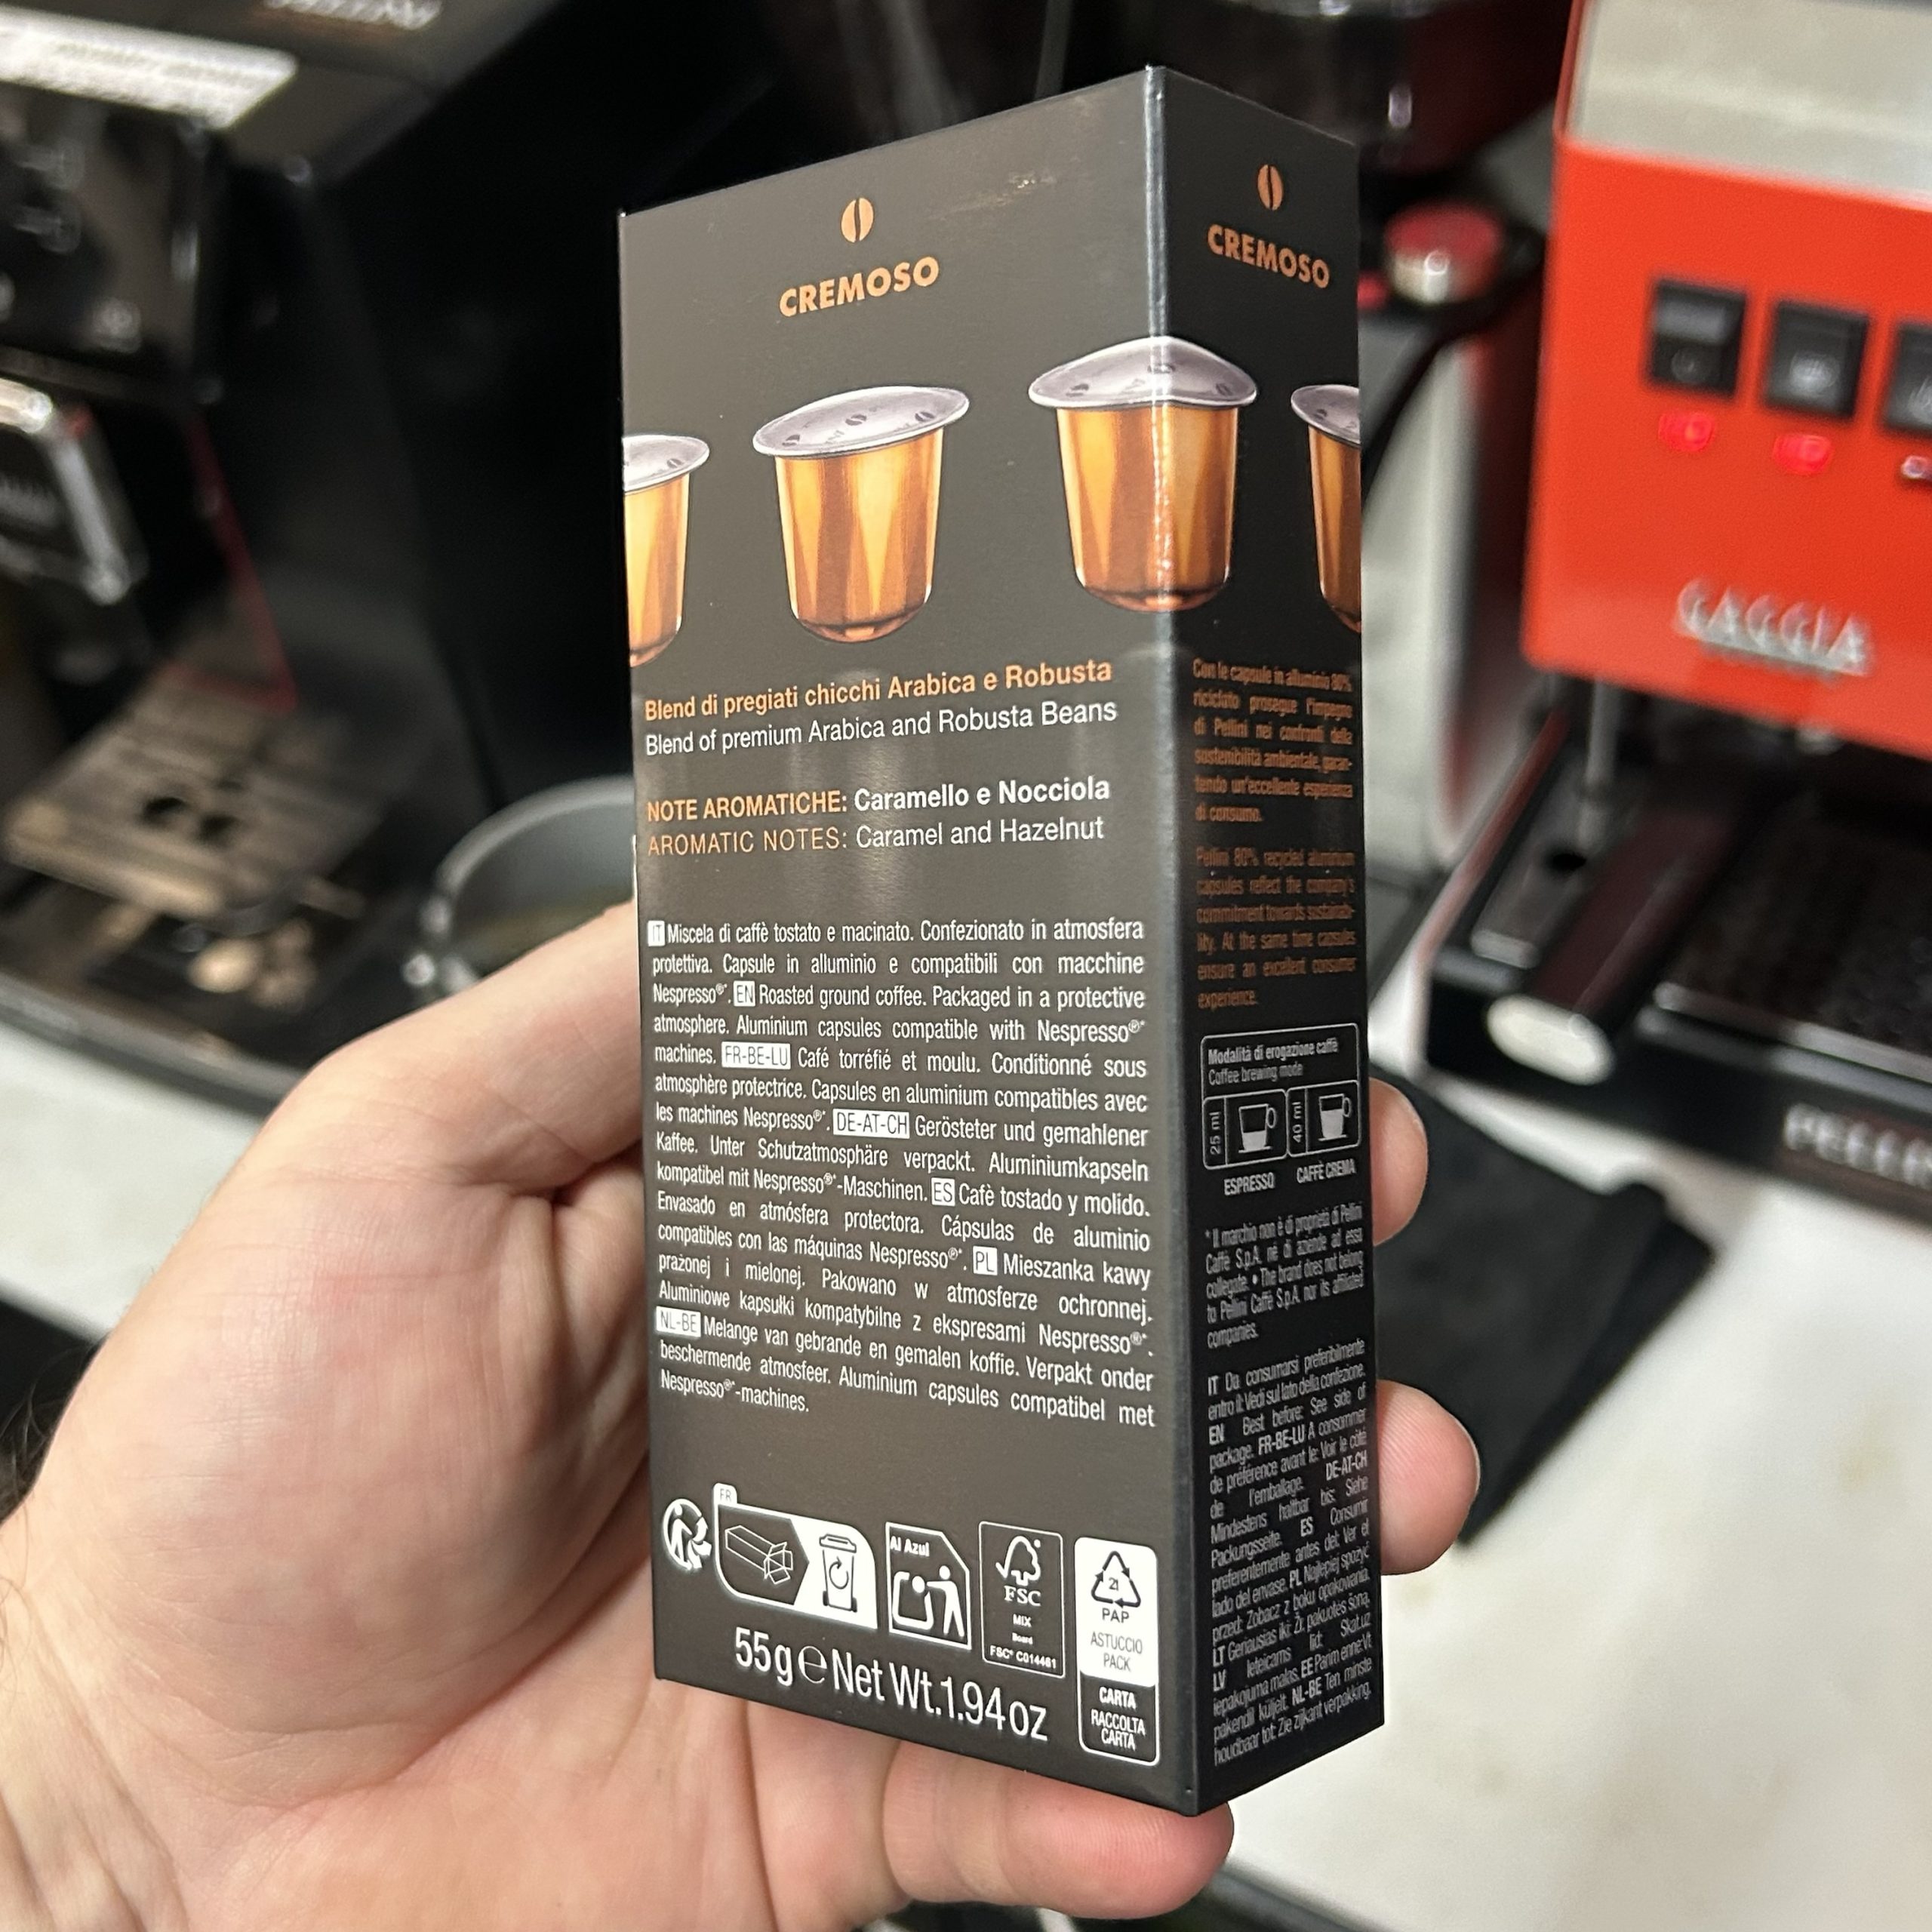 CREMOSO
Blend di pregiati chicchi Arabica e Robusta
Blend of premium Arabica and Robusta Beans
NOTE AROMATICHE: Caramello e Nocciola
AROMATIC NOTES: Caramel and Hazelnut
IT Miscela di caffè tostato e macinato. Confezionato in atmosfera
protettiva. Capsule in alluminio e compatibili con macchine
Nespresso®*. EN Roasted ground coffee. Packaged in a protective
atmosphere. Aluminium capsules compatible with Nespresso®*
machines. FR-BE-LU Café torréfié et moulu. Conditionné sous
atmosphère protectrice. Capsules en aluminium compatibles avec
les machines Nespresso®*. DE-AT-CH Gerösteter und gemahlener
Kaffee. Unter Schutzatmosphäre verpackt. Aluminiumkapseln
kompatibel mit Nespresso®*-Maschinen. ES Cafè tostado y molido.
Envasado en atmósfera protectora. Cápsulas de aluminio
compatibles con las máquinas Nespresso®*. PL Mieszanka kawy
prażonej i mielonej. Pakowano w atmosferze ochronnej.
Aluminiowe kapsułki kompatybilne z ekspresami Nespresso®*.
NL-BE Melange van gebrande en gemalen koffie. Verpakt onder
beschermende atmosfeer. Aluminium capsules compatibel met
Nespresso®*-machines.
FR
Al Azul
FSC
MIX
Board
FSC® C014461
21
PAP
ASTUCCIO
PACK
CARTA
RACCOLTA
CARTA
55g e Net Wt.1.94oz
CREMOSO
Con le capsule in alluminio 80%
riciclato prosegue l'impegno
di Pellini nei confronti della
sostenibilità ambientale, garan-
tendo un'eccellente esperienza
di consumo.
Pellini 80% recycled aluminium
capsules reflect the company's
commitment towards sustainab-
ility. At the same time capsules
ensure an excellent consumer
experience.
Modalità di erogazione caffè
Coffee brewing mode
25 ml
40 ml
ESPRESSO
CAFFÈ CREMA
* Il marchio non è di proprietà di Pellini
Caffè S.p.A. né di aziende ad essa
collegate. • The brand does not belong
to Pellini Caffè S.p.A. nor its affiliated
companies.
IT Da consumarsi preferibilmente
entro il: Vedi sul lato della confezione.
EN Best before: See side of
package. FR-BE-LU A consommer
de préférence avant le: Voir le côté
de l'emballage. DE-AT-CH
Mindestens haltbar bis: Siehe
Packungsseite. ES Consumir
preferentemente antes del: Ver el
lado del envase. PL Najlepiej spożyć
przed: Zobacz z boku opakowania.
LT Geriausias iki: Žr. pakuotės šoną.
LV Ieteicams līdz: Skat. uz
iepakojuma malas. EE Parim enne: Vt
pakendil küljelt. NL-BE Ten minste
houdbaar tot: Zie zijkant verpakking.
GAGGIA